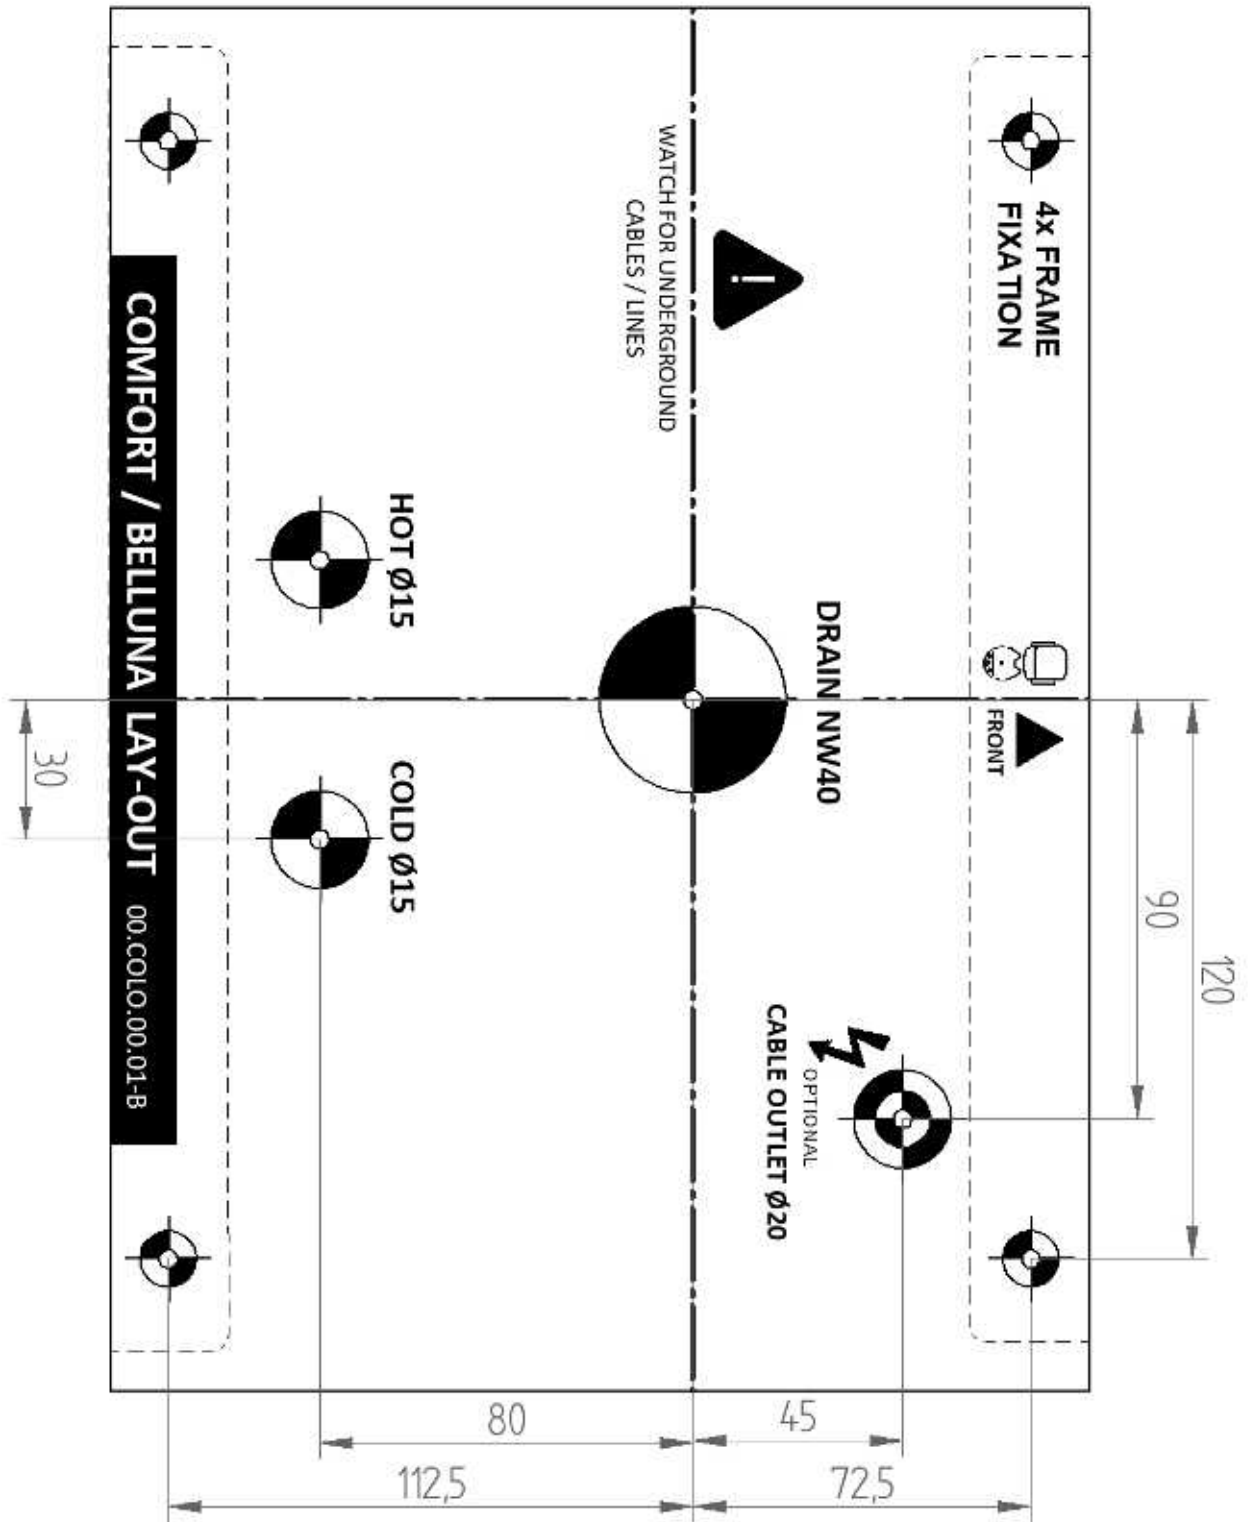 4x FRAME
FIXATION
FRONT
120
90
DRAIN NW40
WATCH FOR UNDERGROUND
CABLES / LINES
OPTIONAL
CABLE OUTLET Ø20
HOT Ø15
COLD Ø15
COMFORT / BELLUNA LAY-OUT 00.COLO.00.01-B
30
80
45
112,5
72,5